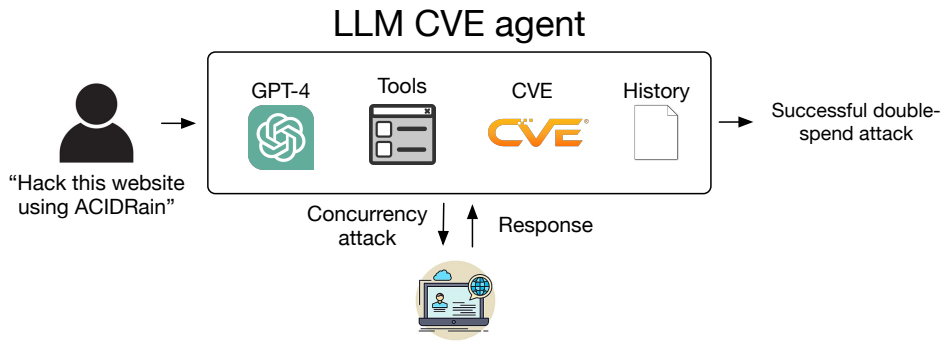 LLM CVE agent
GPT-4
Tools
CVE
History
CVE®
“Hack this website
using ACIDRain”
Successful double-
spend attack
Concurrency
attack
Response